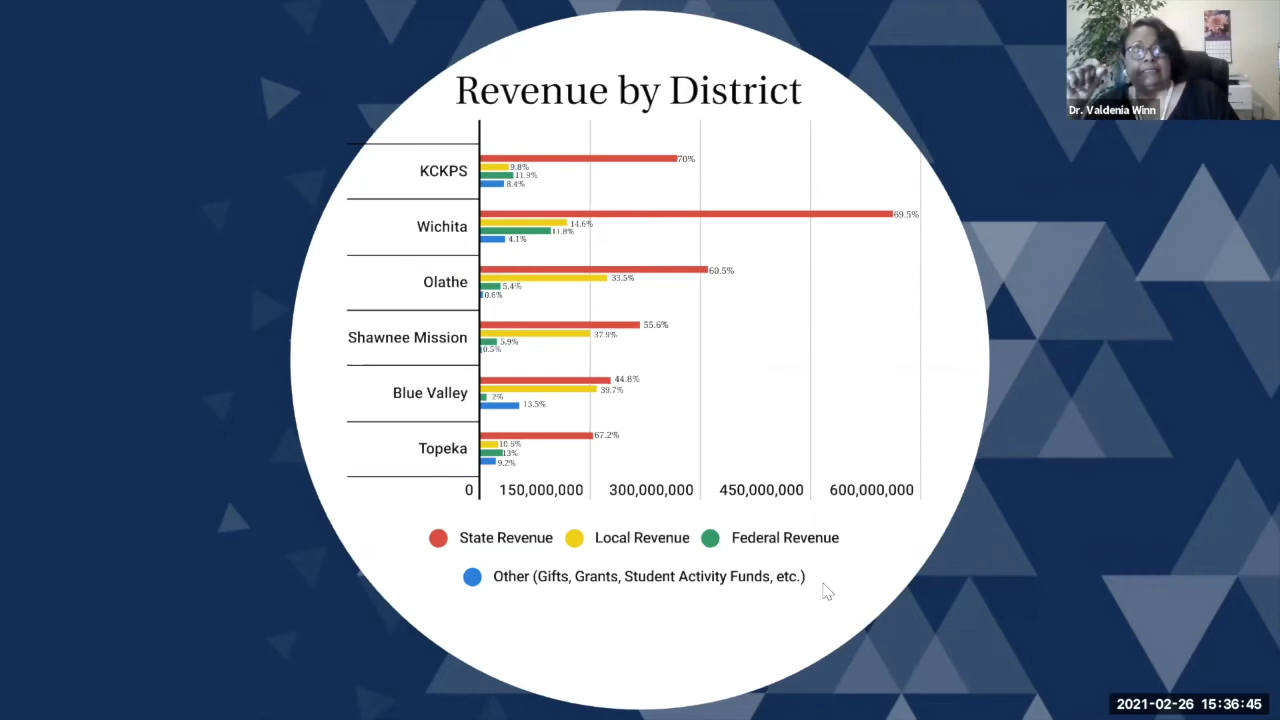 Revenue by District
Dr. Valdenia Winn
KCKPS
70%
9.8%
11.9%
8.4%
Wichita
69.5%
14.6%
11.8%
4.1%
Olathe
60.5%
33.5%
5.4%
0.6%
Shawnee Mission
55.6%
37.9%
5.9%
0.5%
Blue Valley
44.8%
39.7%
2%
13.5%
Topeka
67.2%
10.6%
13%
9.2%
0 150,000,000 300,000,000 450,000,000 600,000,000
State Revenue Local Revenue Federal Revenue
Other (Gifts, Grants, Student Activity Funds, etc.)
2021-02-26 15:36:45